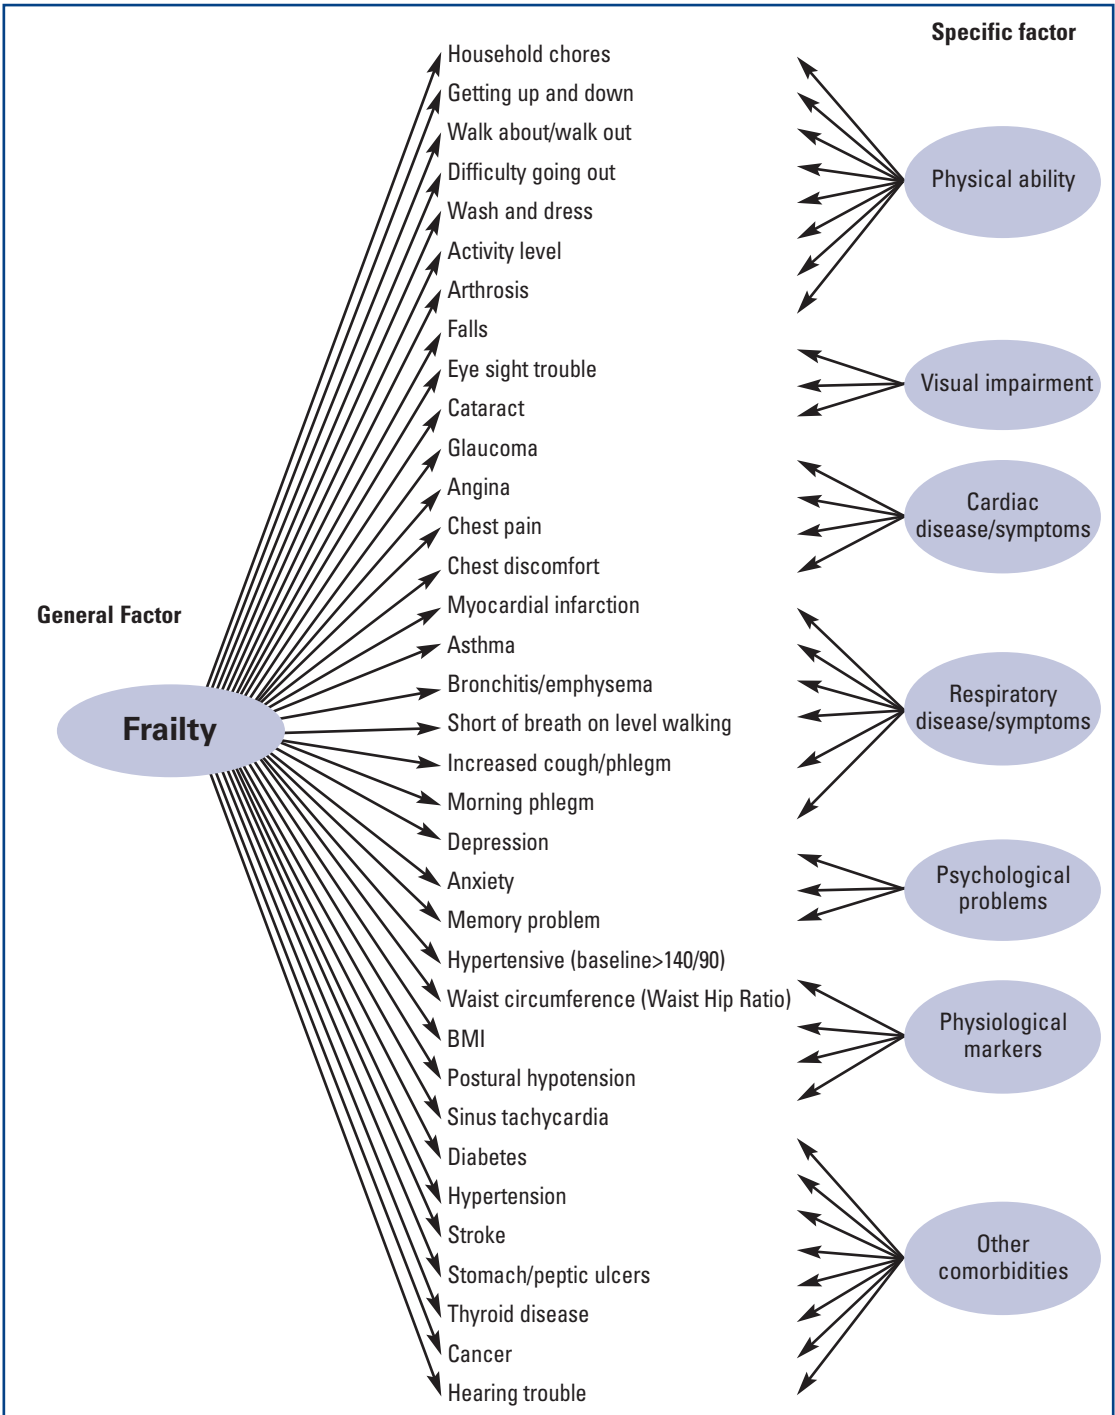 Specific factor
Household chores
Getting up and down
Walk about/walk out
Difficulty going out
Wash and dress
Activity level
Arthrosis
Falls
Eye sight trouble
Cataract
Glaucoma
Angina
Chest pain
Chest discomfort
Myocardial infarction
Asthma
Bronchitis/emphysema
Short of breath on level walking
Increased cough/phlegm
Morning phlegm
Depression
Anxiety
Memory problem
Hypertensive (baseline>140/90)
Waist circumference (Waist Hip Ratio)
BMI
Postural hypotension
Sinus tachycardia
Diabetes
Hypertension
Stroke
Stomach/peptic ulcers
Thyroid disease
Cancer
Hearing trouble
General Factor
Frailty
Physical ability
Visual impairment
Cardiac
disease/symptoms
Respiratory
disease/symptoms
Psychological
problems
Physiological
markers
Other
comorbidities